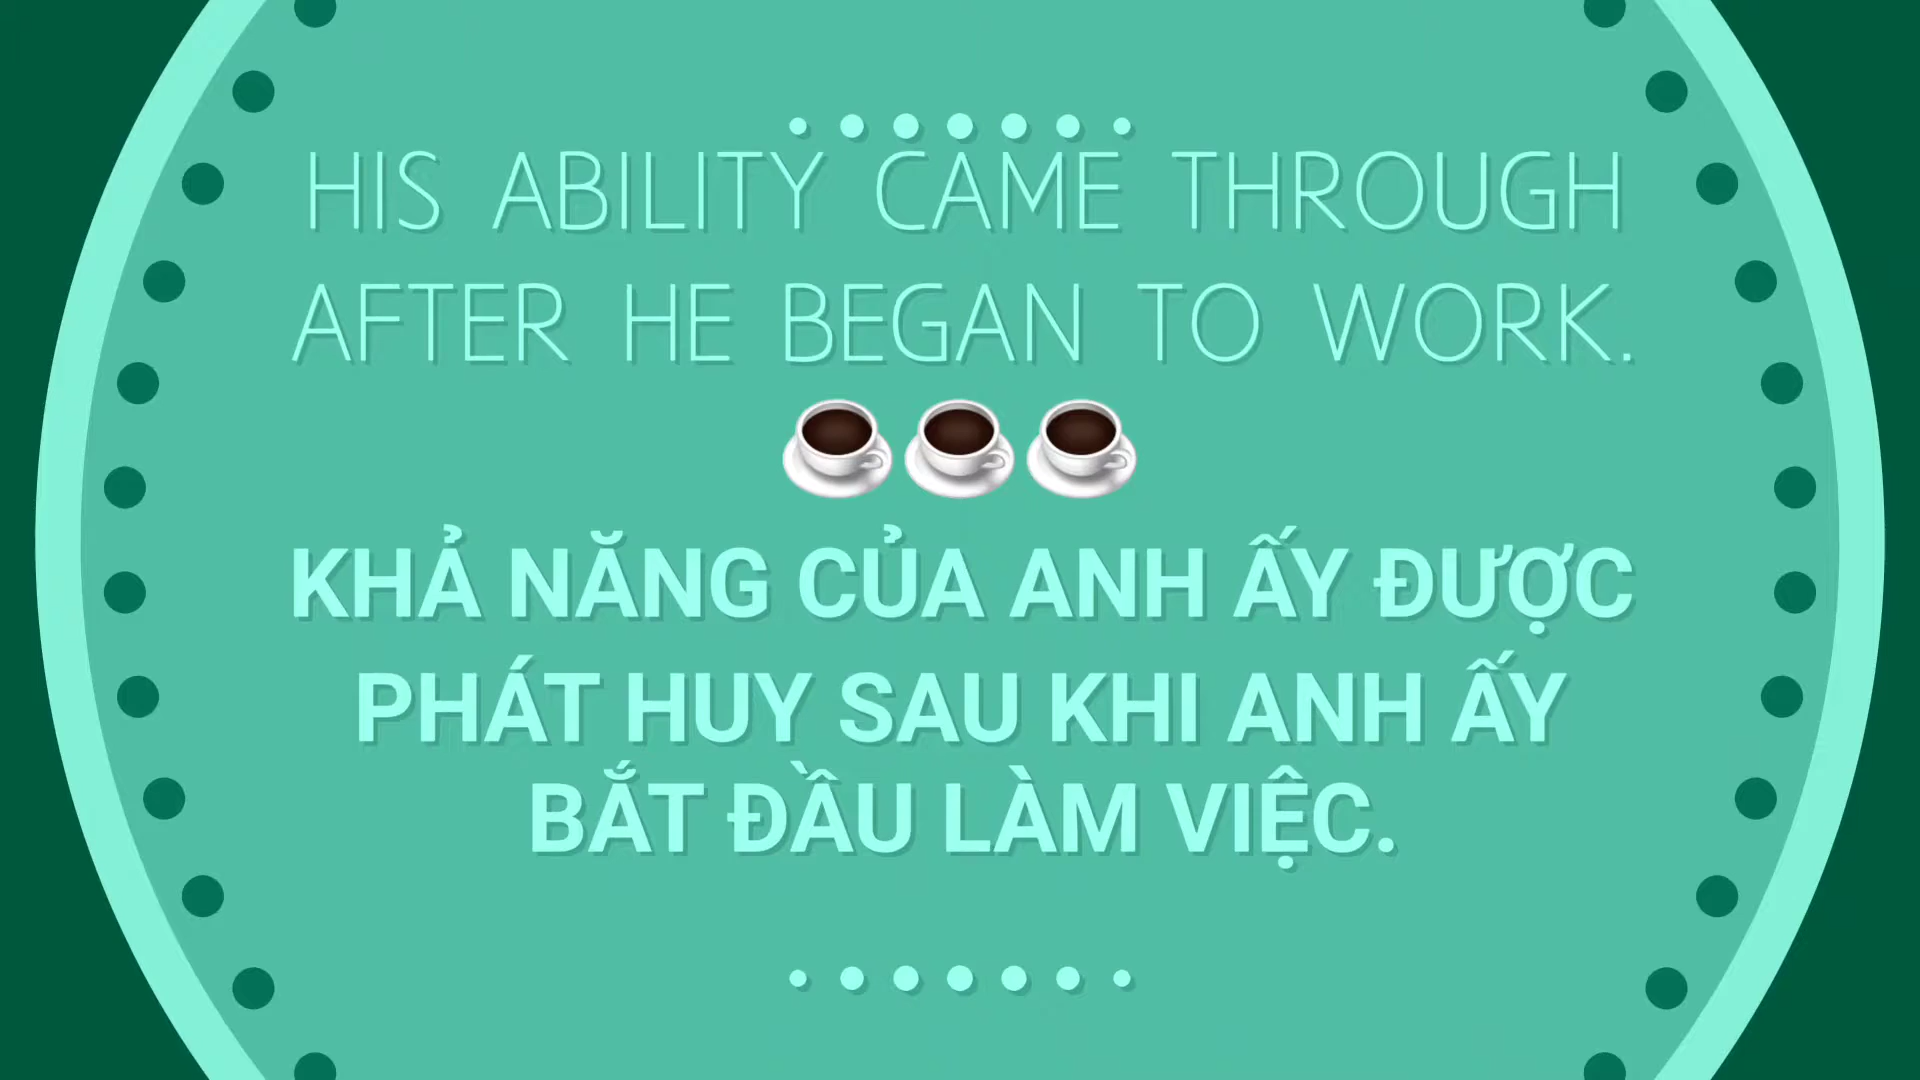 HIS ABILITY CAME THROUGH
AFTER HE BEGAN TO WORK.
KHẢ NĂNG CỦA ANH ẤY ĐƯỢC
PHÁT HUY SAU KHI ANH ẤY
BẮT ĐẦU LÀM VIỆC.